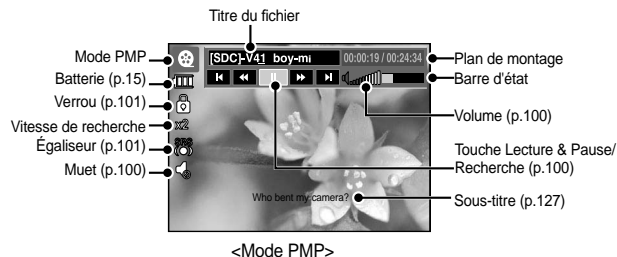 Titre du fichier
Mode PMP
[SDC]-V41 boy-mi
00:00:19 / 00:24:34
Plan de montage
Batterie (p.15)
Barre d'état
Verrou (p.101)
Volume (p.100)
Vitesse de recherche
x2
Égaliseur (p.101)
SRS
Touche Lecture & Pause/
Recherche (p.100)
Muet (p.100)
Who bent my camera?
Sous-titre (p.127)
<Mode PMP>